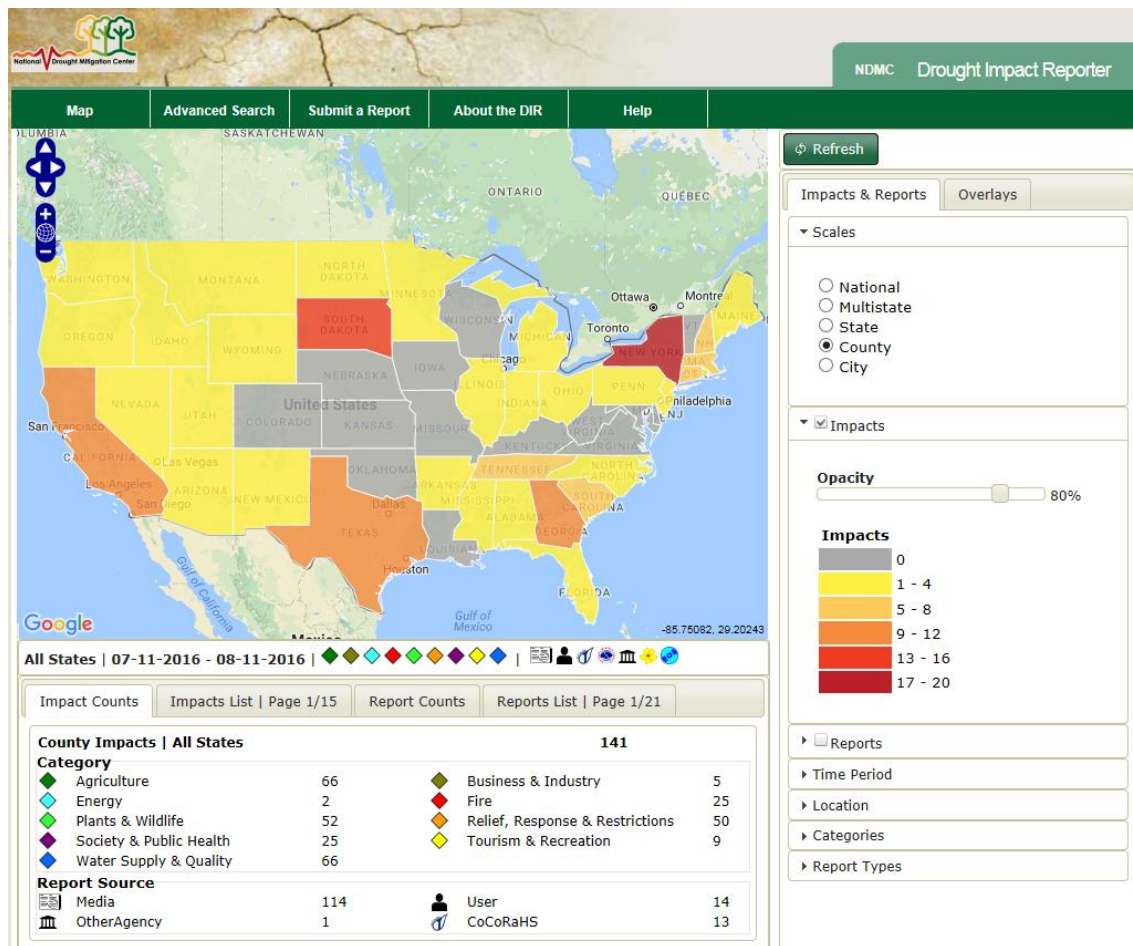 National Drought Mitigation Center
NDMC Drought Impact Reporter
Map Advanced Search Submit a Report About the DIR Help
SASKATCHEWAN
ONTARIO
QUÉBEC
WASHINGTON
MONTANA
NORTH DAKOTA
MINNESOTA
Ottawa
MAINE
OREGON
IDAHO
WYOMING
SOUTH DAKOTA
WISCONSIN
MICHIGAN
Toronto
NEW YORK
VT
NH
MA
CT
NEBRASKA
IOWA
Chicago
ILLINOIS
INDIANA
OHIO
PENN
Philadelphia
NEVADA
UTAH
COLORADO
United States
KANSAS
MISSOURI
WEST VIRGINIA
KENTUCKY
VIRGINIA
MD
NJ
San Francisco
CALIFORNIA
Las Vegas
Los Angeles
San Diego
ARIZONA
NEW MEXICO
OKLAHOMA
ARKANSAS
TENNESSEE
NORTH CAROLINA
SOUTH CAROLINA
MISSISSIPPI
ALABAMA
GEORGIA
Dallas
TEXAS
LOUISIANA
Houston
FLORIDA
Gulf of California
Gulf of Mexico
Google
-85.75082, 29.20243
Refresh
Impacts & Reports Overlays
Scales
National
Multistate
State
County
City
Impacts
Opacity
80%
Impacts
0
1 - 4
5 - 8
9 - 12
13 - 16
17 - 20
Reports
Time Period
Location
Categories
Report Types
All States | 07-11-2016 - 08-11-2016 | |
Impact Counts Impacts List | Page 1/15 Report Counts Reports List | Page 1/21
County Impacts | All States 141
Category
Agriculture 66 Business & Industry 5
Energy 2 Fire 25
Plants & Wildlife 52 Relief, Response & Restrictions 50
Society & Public Health 25 Tourism & Recreation 9
Water Supply & Quality 66
Report Source
Media 114 User 14
OtherAgency 1 CoCoRaHS 13